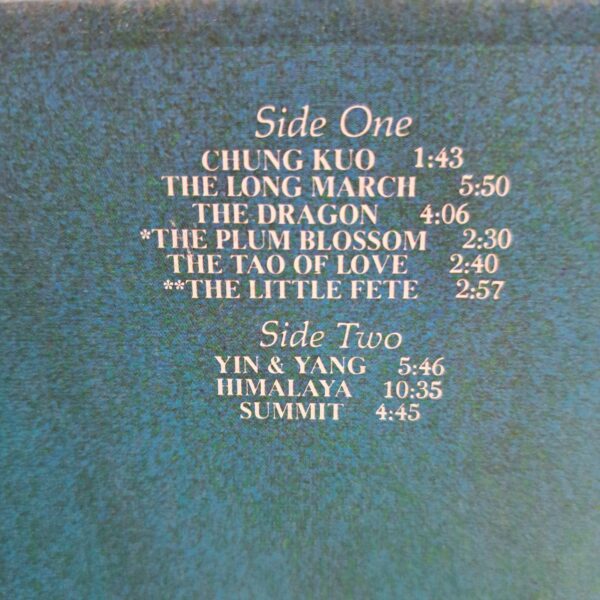 Side One
CHUNG KUO 1:43
THE LONG MARCH 5:50
THE DRAGON 4:06
*THE PLUM BLOSSOM 2:30
THE TAO OF LOVE 2:40
**THE LITTLE FETE 2:57
Side Two
YIN & YANG 5:46
HIMALAYA 10:35
SUMMIT 4:45